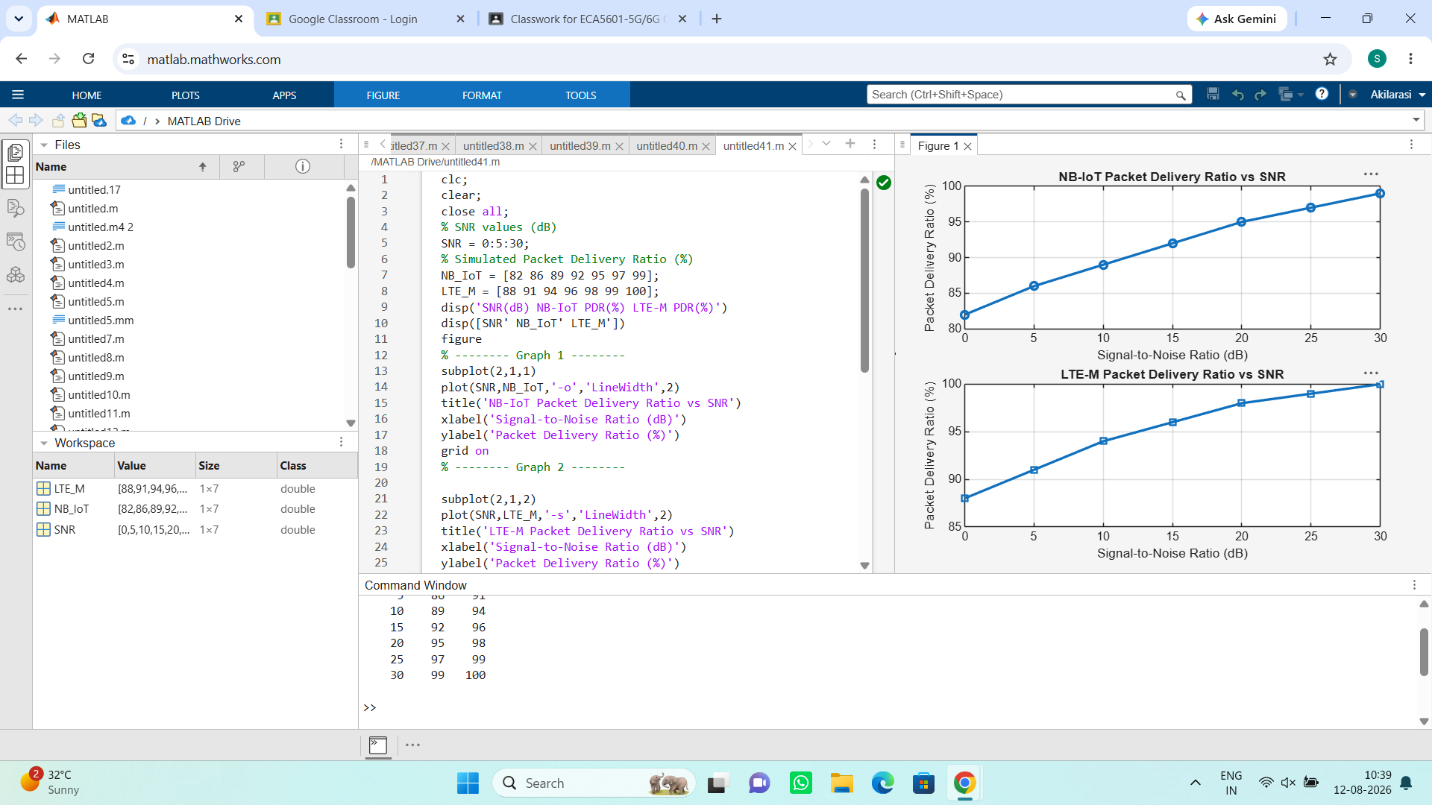 MATLAB
Google Classroom - Login
Classwork for ECA5601-5G/6G
Ask Gemini
matlab.mathworks.com
S
HOME
PLOTS
APPS
FIGURE
FORMAT
TOOLS
Search (Ctrl+Shift+Space)
Akilarasi
/ › MATLAB Drive
Files
Name
untitled.17
untitled.m
untitled.m4 2
untitled2.m
untitled3.m
untitled4.m
untitled5.m
untitled5.mm
untitled7.m
untitled8.m
untitled9.m
untitled10.m
untitled11.m
Workspace
Name Value Size Class
LTE_M [88,91,94,96,... 1×7 double
NB_IoT [82,86,89,92,... 1×7 double
SNR [0,5,10,15,20,... 1×7 double
itled37.m untitled38.m untitled39.m untitled40.m untitled41.m
/MATLAB Drive/untitled41.m
1 clc;
2 clear;
3 close all;
4 % SNR values (dB)
5 SNR = 0:5:30;
6 % Simulated Packet Delivery Ratio (%)
7 NB_IoT = [82 86 89 92 95 97 99];
8 LTE_M = [88 91 94 96 98 99 100];
9 disp('SNR(dB) NB-IoT PDR(%) LTE-M PDR(%)')
10 disp([SNR' NB_IoT' LTE_M'])
11 figure
12 % -------- Graph 1 --------
13 subplot(2,1,1)
14 plot(SNR,NB_IoT,'-o','LineWidth',2)
15 title('NB-IoT Packet Delivery Ratio vs SNR')
16 xlabel('Signal-to-Noise Ratio (dB)')
17 ylabel('Packet Delivery Ratio (%)')
18 grid on
19 % -------- Graph 2 --------
20
21 subplot(2,1,2)
22 plot(SNR,LTE_M,'-s','LineWidth',2)
23 title('LTE-M Packet Delivery Ratio vs SNR')
24 xlabel('Signal-to-Noise Ratio (dB)')
25 ylabel('Packet Delivery Ratio (%)')
Figure 1
NB-IoT Packet Delivery Ratio vs SNR
Packet Delivery Ratio (%)
100
95
90
85
80
0 5 10 15 20 25 30
Signal-to-Noise Ratio (dB)
LTE-M Packet Delivery Ratio vs SNR
Packet Delivery Ratio (%)
100
95
90
85
0 5 10 15 20 25 30
Signal-to-Noise Ratio (dB)
Command Window
5 86 91
10 89 94
15 92 96
20 95 98
25 97 99
30 99 100
>>
2
32°C
Sunny
Search
ENG
IN
10:39
12-08-2026